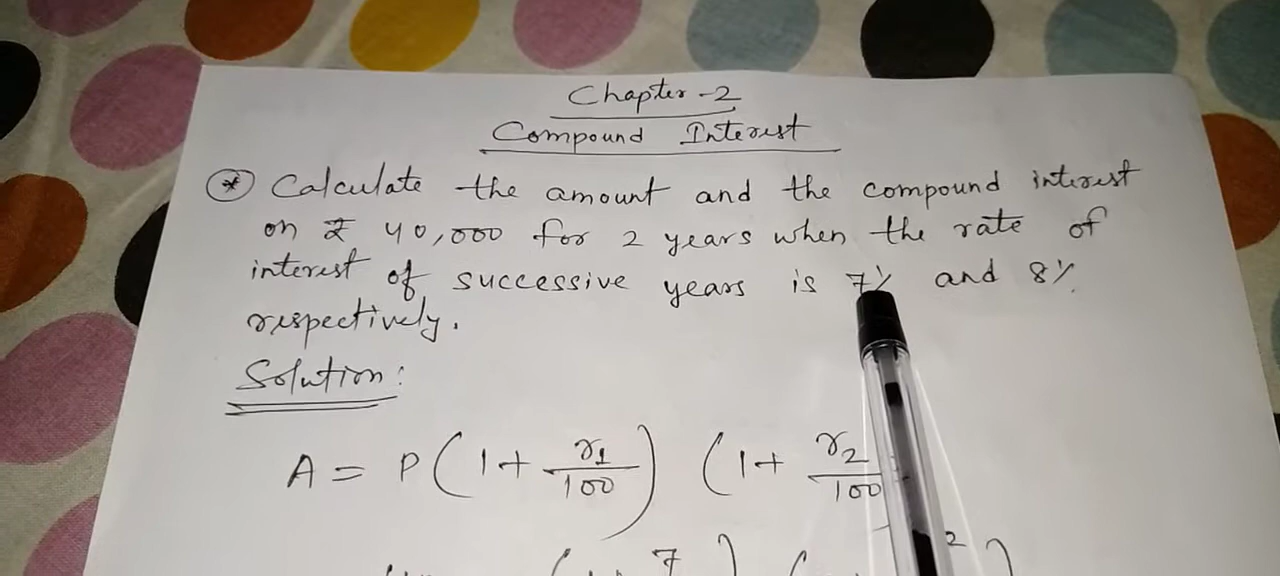 Chapter-2
Compound Interest
* Calculate the amount and the compound interest
on ₹ 40,000 for 2 years when the rate of
interest of successive years is 7% and 8%
respectively.
Solution:
A = P(1+ r1/100) (1+ r2/100
7